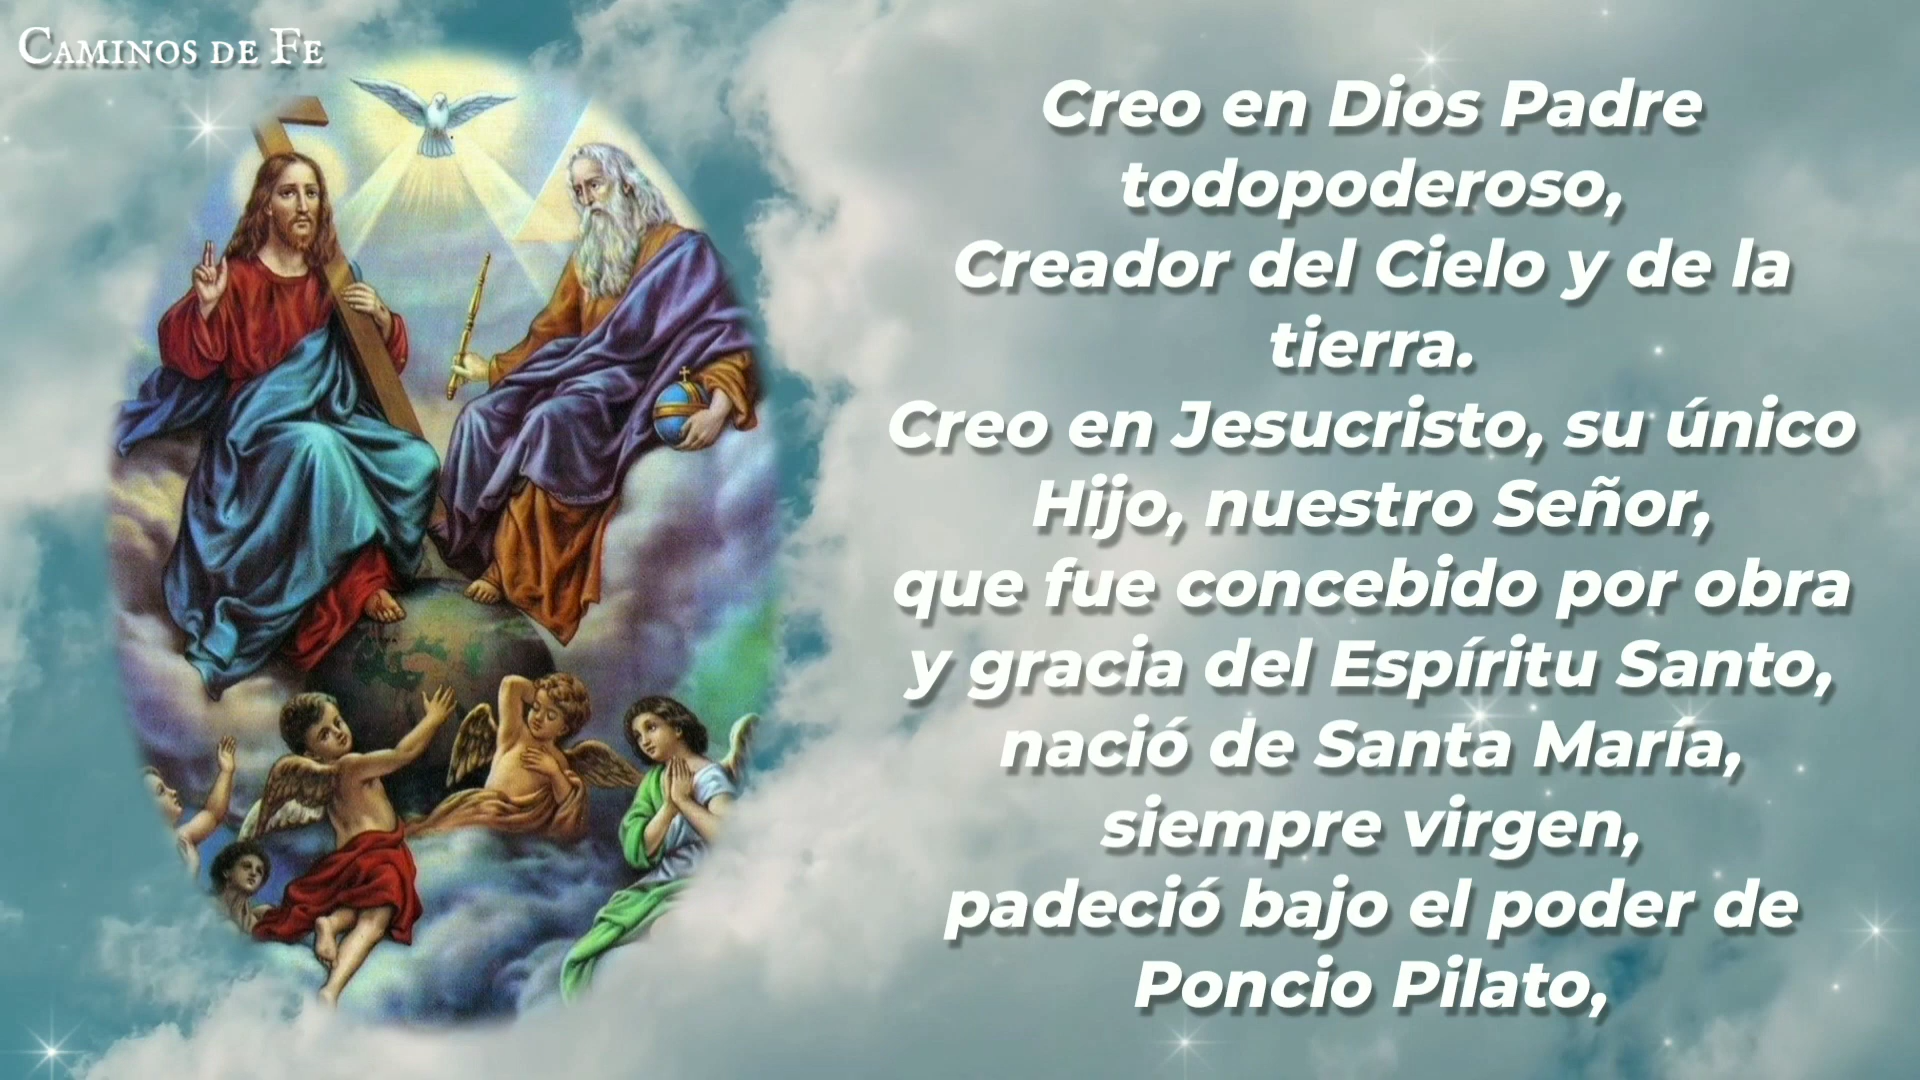 Caminos de Fe
Creo en Dios Padre
todopoderoso,
Creador del Cielo y de la
tierra.
Creo en Jesucristo, su único
Hijo, nuestro Señor,
que fue concebido por obra
y gracia del Espíritu Santo,
nació de Santa María,
siempre virgen,
padeció bajo el poder de
Poncio Pilato,